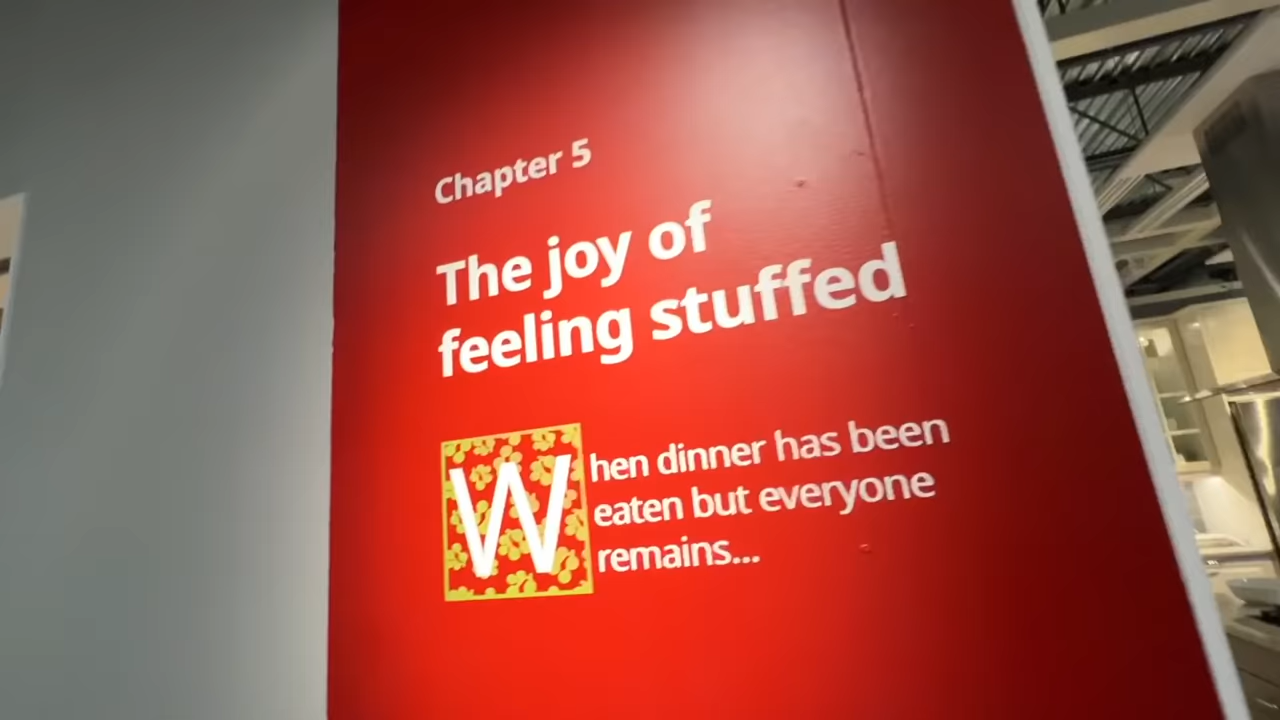 Chapter 5
The joy of
feeling stuffed
When dinner has been
eaten but everyone
remains...